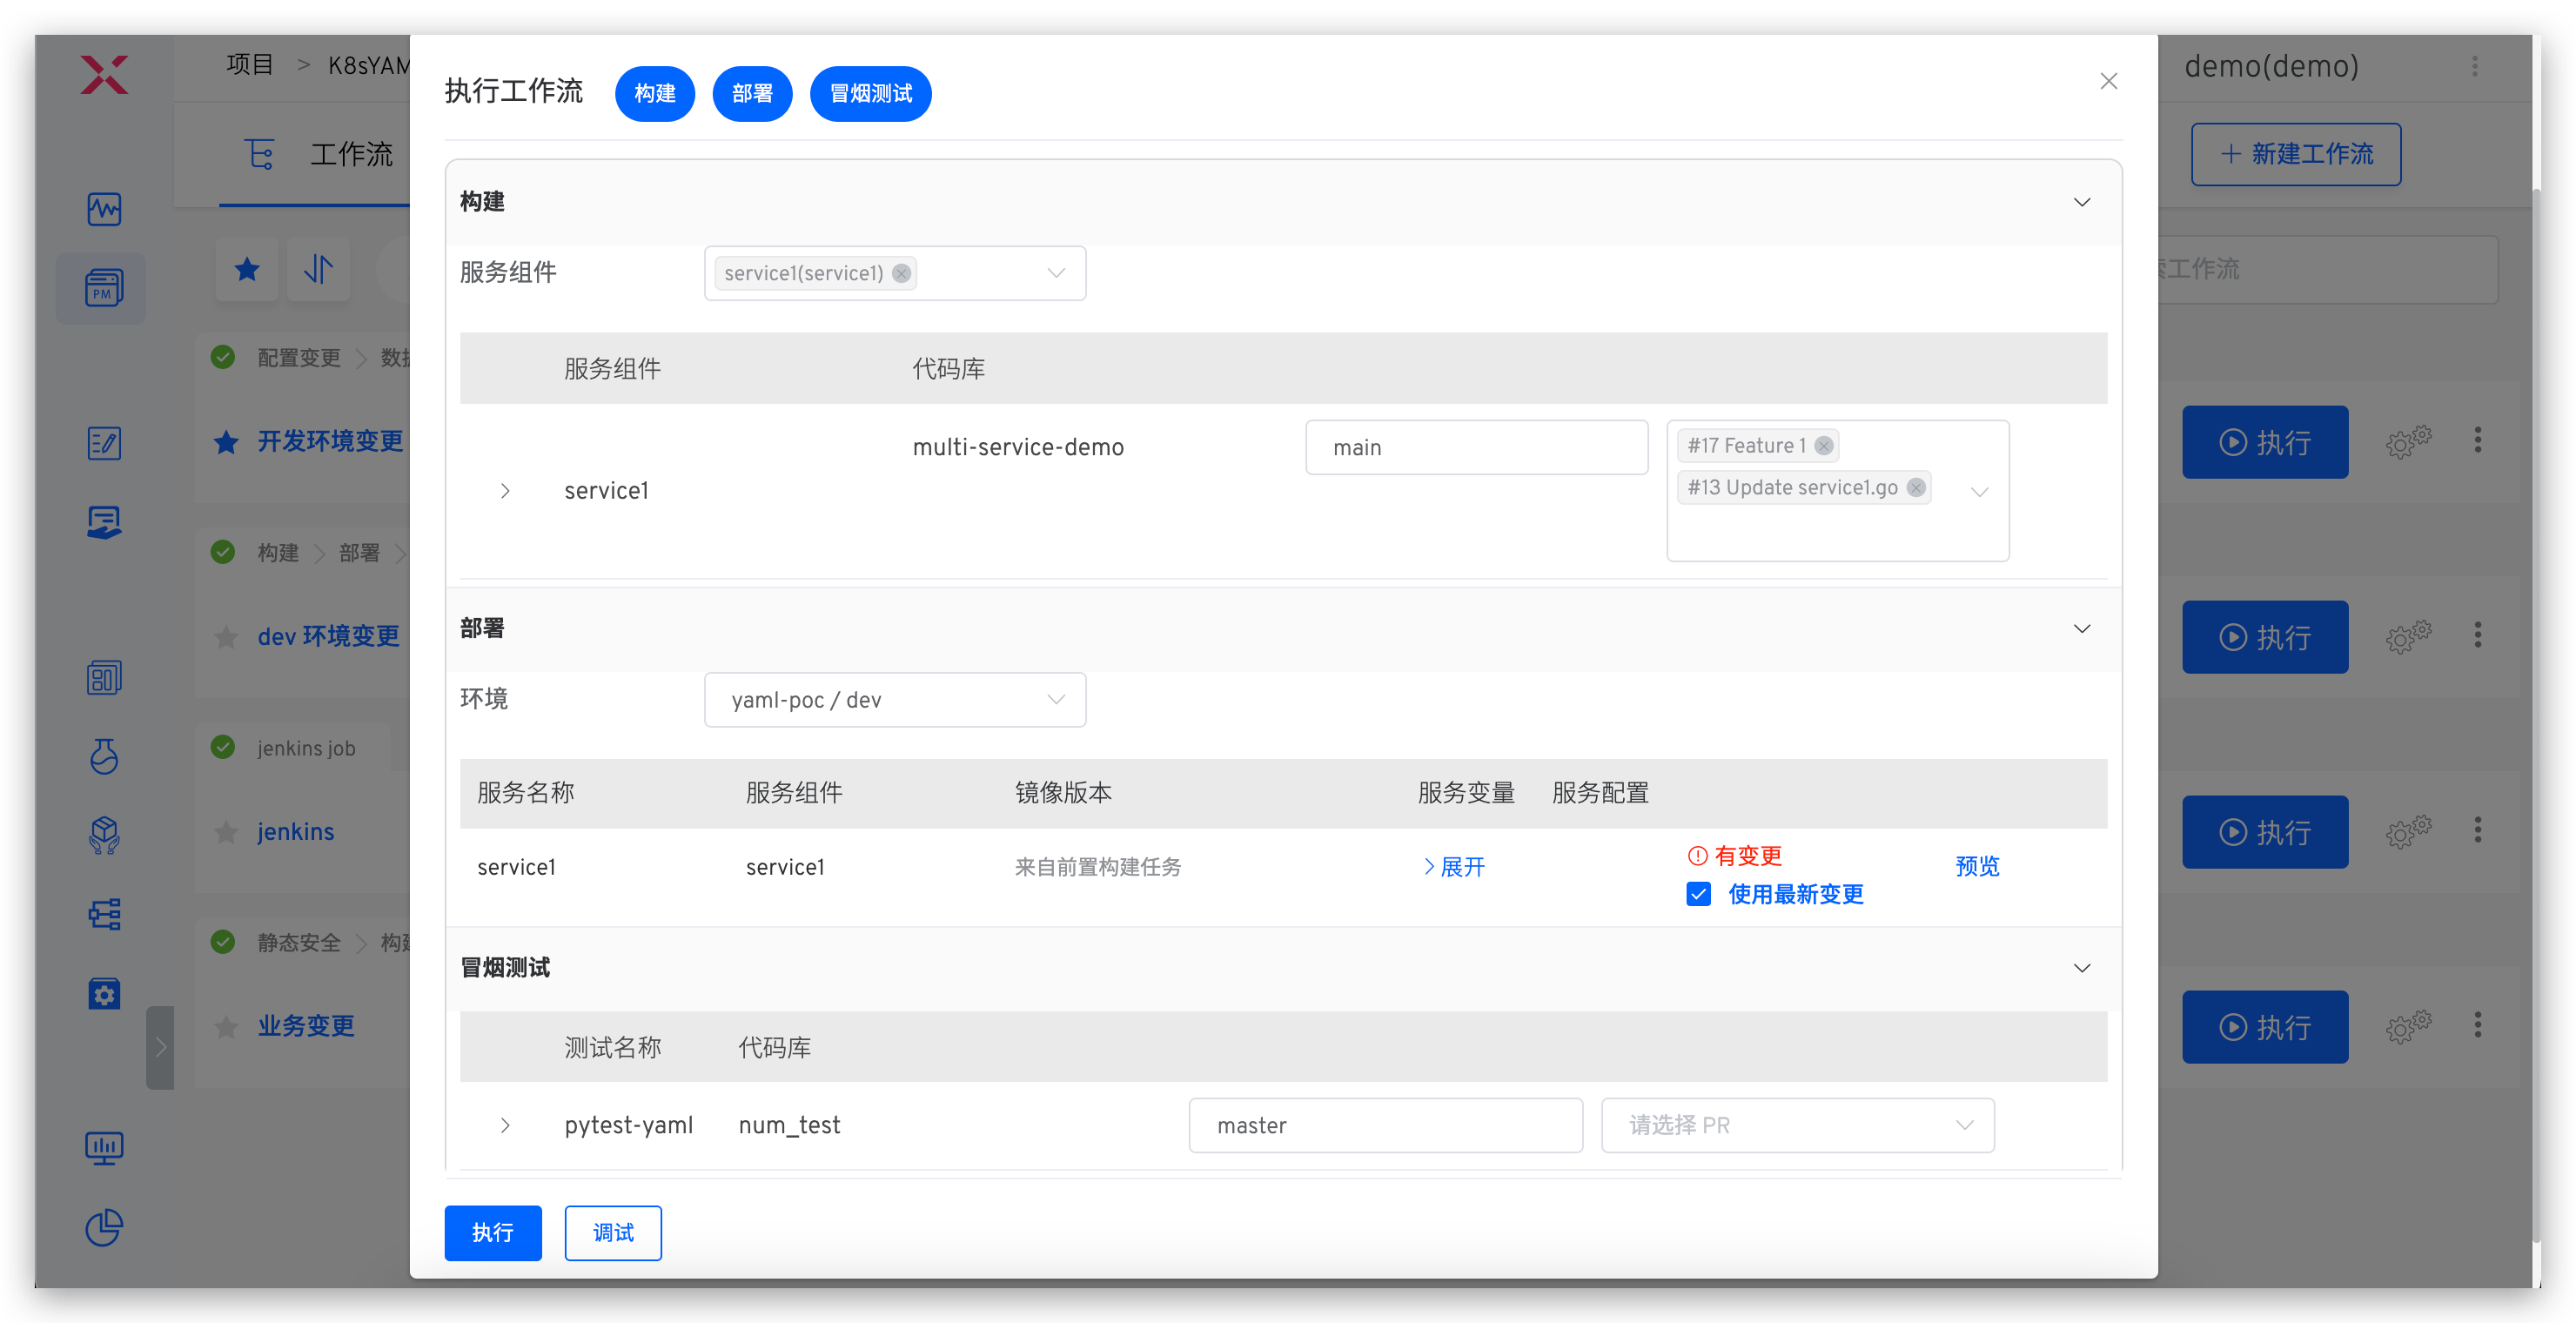 项目 > K8sYAM
demo(demo)
工作流
新建工作流
工作流
PM
配置变更 > 数据
开发环境变更
执行
构建 > 部署 >
dev 环境变更
执行
jenkins job
jenkins
执行
静态安全 > 构建
业务变更
执行
执行工作流 构建 部署 冒烟测试
构建
服务组件 service1(service1)
服务组件 代码库
service1 multi-service-demo main #17 Feature 1
#13 Update service1.go
部署
环境 yaml-poc / dev
服务名称 服务组件 镜像版本 服务变量 服务配置
service1 service1 来自前置构建任务 > 展开 有变更 预览
使用最新变更
冒烟测试
测试名称 代码库
pytest-yaml num_test master 请选择 PR
执行 调试